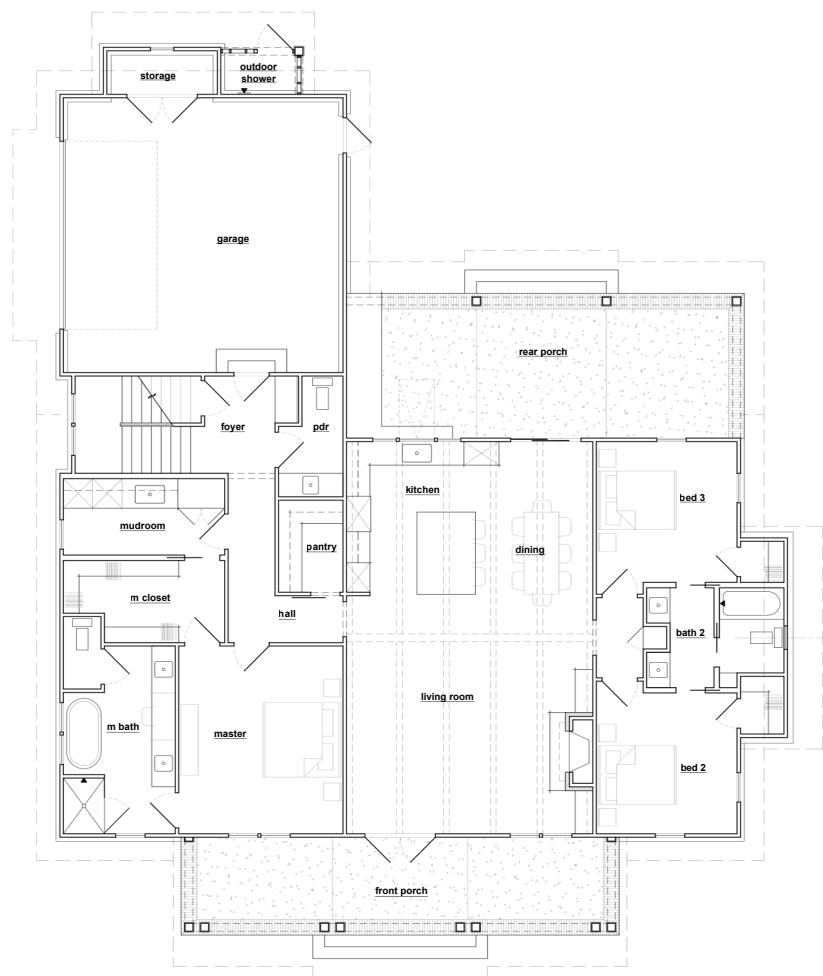 storage
outdoor
shower
garage
rear porch
foyer
pdr
kitchen
bed 3
mudroom
dining
pantry
m closet
hall
bath 2
living room
m bath
master
bed 2
front porch